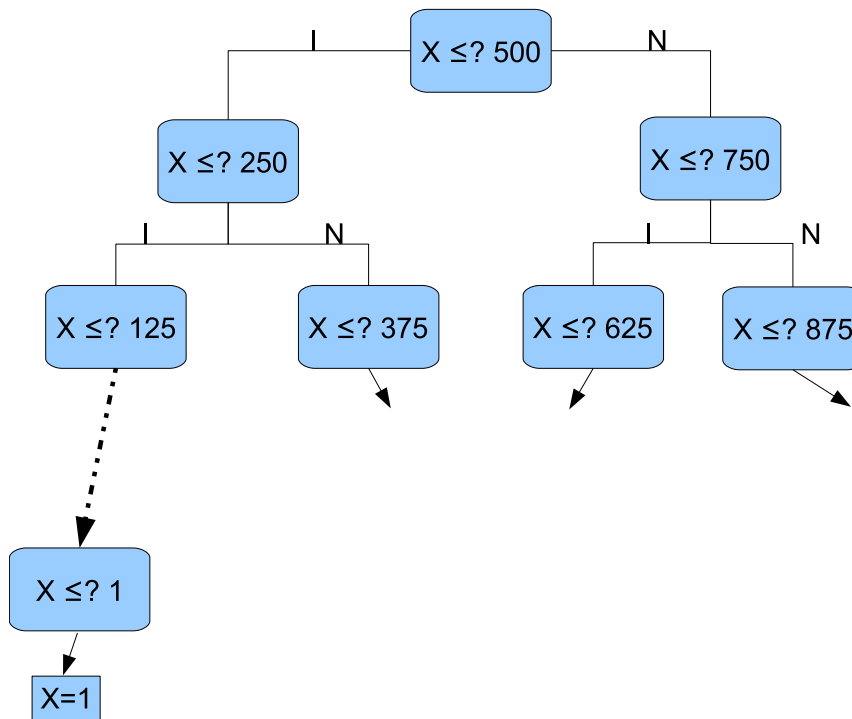 X ≤? 500
I
N
X ≤? 250
X ≤? 750
I
N
I
N
X ≤? 125
X ≤? 375
X ≤? 625
X ≤? 875
X ≤? 1
X=1